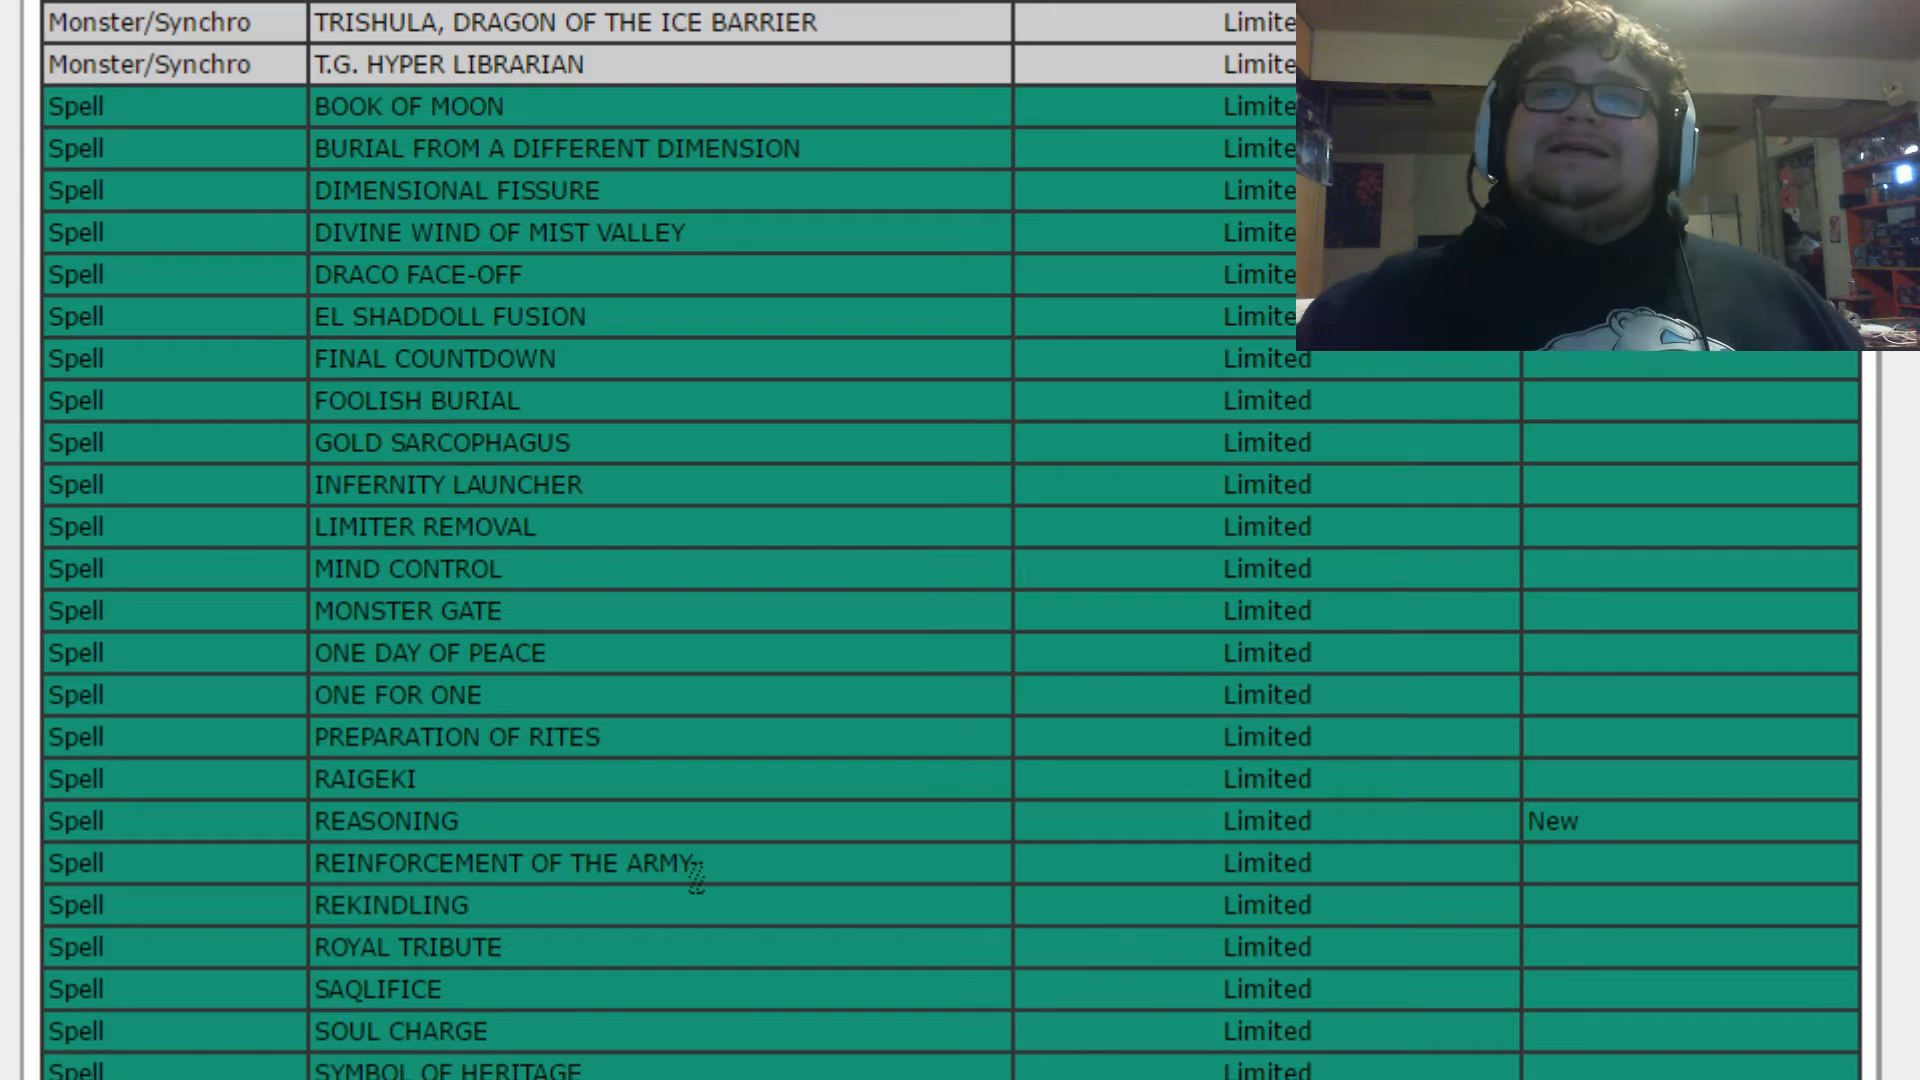 Monster/Synchro TRISHULA, DRAGON OF THE ICE BARRIER Limite
Monster/Synchro T.G. HYPER LIBRARIAN Limite
Spell BOOK OF MOON Limite
Spell BURIAL FROM A DIFFERENT DIMENSION Limite
Spell DIMENSIONAL FISSURE Limite
Spell DIVINE WIND OF MIST VALLEY Limite
Spell DRACO FACE-OFF Limite
Spell EL SHADDOLL FUSION Limite
Spell FINAL COUNTDOWN Limited
Spell FOOLISH BURIAL Limited
Spell GOLD SARCOPHAGUS Limited
Spell INFERNITY LAUNCHER Limited
Spell LIMITER REMOVAL Limited
Spell MIND CONTROL Limited
Spell MONSTER GATE Limited
Spell ONE DAY OF PEACE Limited
Spell ONE FOR ONE Limited
Spell PREPARATION OF RITES Limited
Spell RAIGEKI Limited
Spell REASONING Limited New
Spell REINFORCEMENT OF THE ARMY Limited
Spell REKINDLING Limited
Spell ROYAL TRIBUTE Limited
Spell SAQLIFICE Limited
Spell SOUL CHARGE Limited
Spell SYMBOL OF HERITAGE Limited